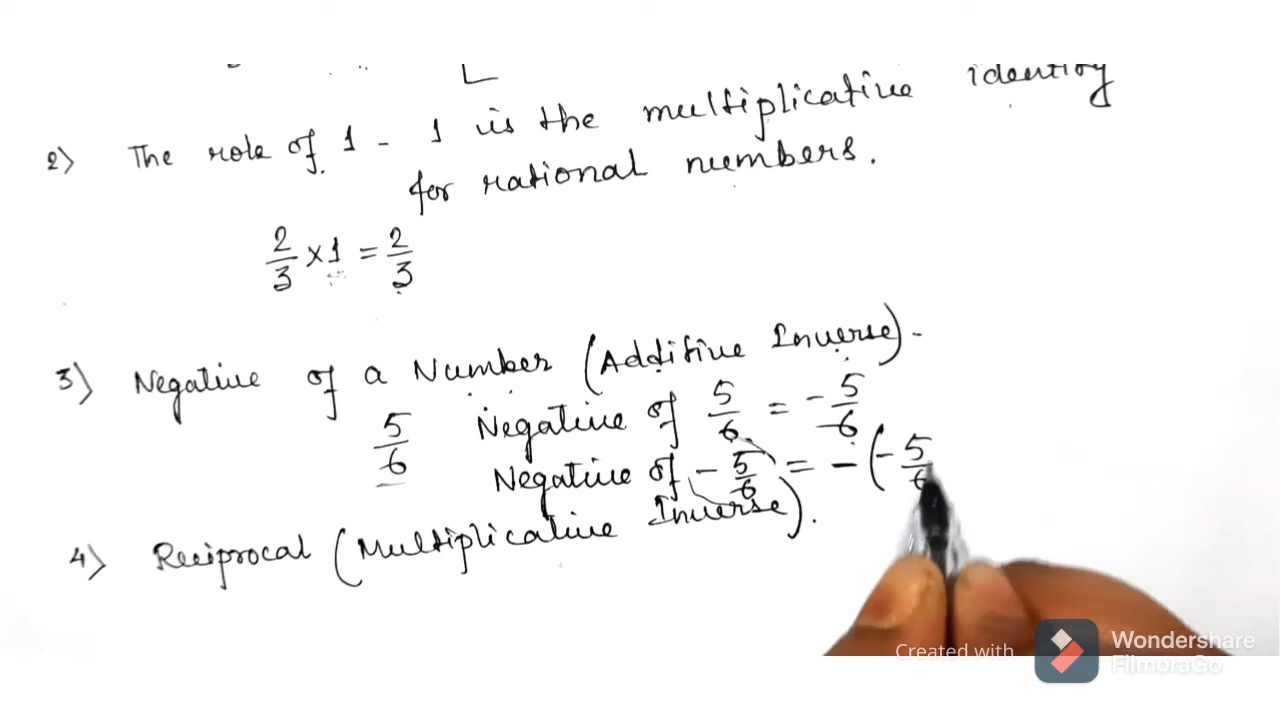 identity
2) The role of 1 - 1 is the multiplicative
for rational numbers.
2/3 × 1 = 2/3
3) Negative of a Number (Additive Inverse).
5/6 Negative of 5/6 = - 5/6
Negative of - 5/6 = - (- 5/6
4) Reciprocal (Multiplicative Inverse).
Created with Wondershare FilmoraGo